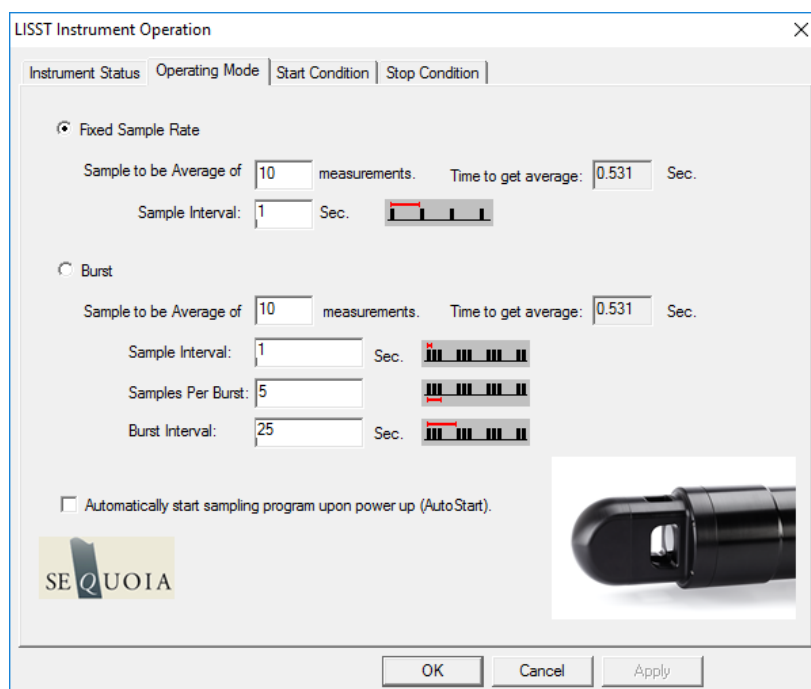 LISST Instrument Operation
Instrument Status Operating Mode Start Condition Stop Condition
Fixed Sample Rate
Sample to be Average of 10 measurements. Time to get average: 0.531 Sec.
Sample Interval: 1 Sec.
Burst
Sample to be Average of 10 measurements. Time to get average: 0.531 Sec.
Sample Interval: 1 Sec.
Samples Per Burst: 5
Burst Interval: 25 Sec.
Automatically start sampling program upon power up (AutoStart).
SEQUOIA
OK Cancel Apply